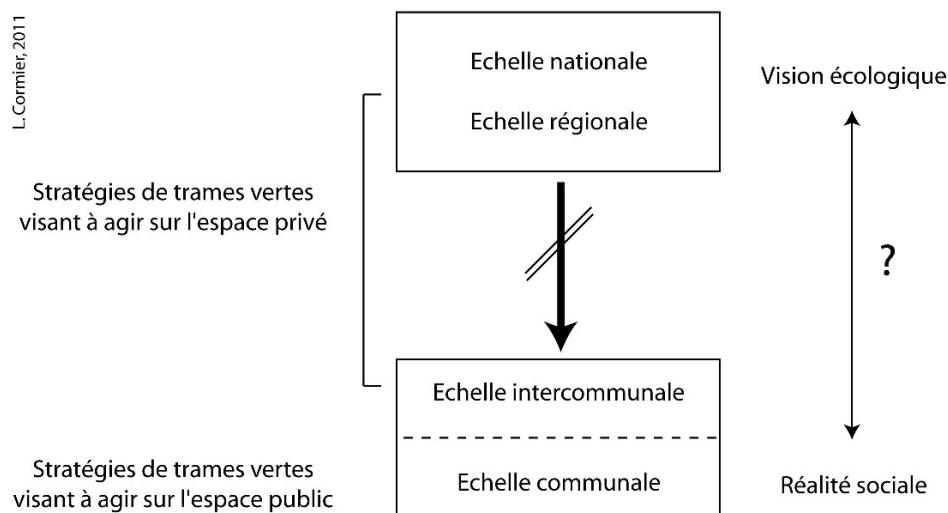 L. Cormier, 2011
Echelle nationale
Echelle régionale
Vision écologique
Stratégies de trames vertes
visant à agir sur l'espace privé
?
Echelle intercommunale
Stratégies de trames vertes
visant à agir sur l'espace public
Echelle communale
Réalité sociale